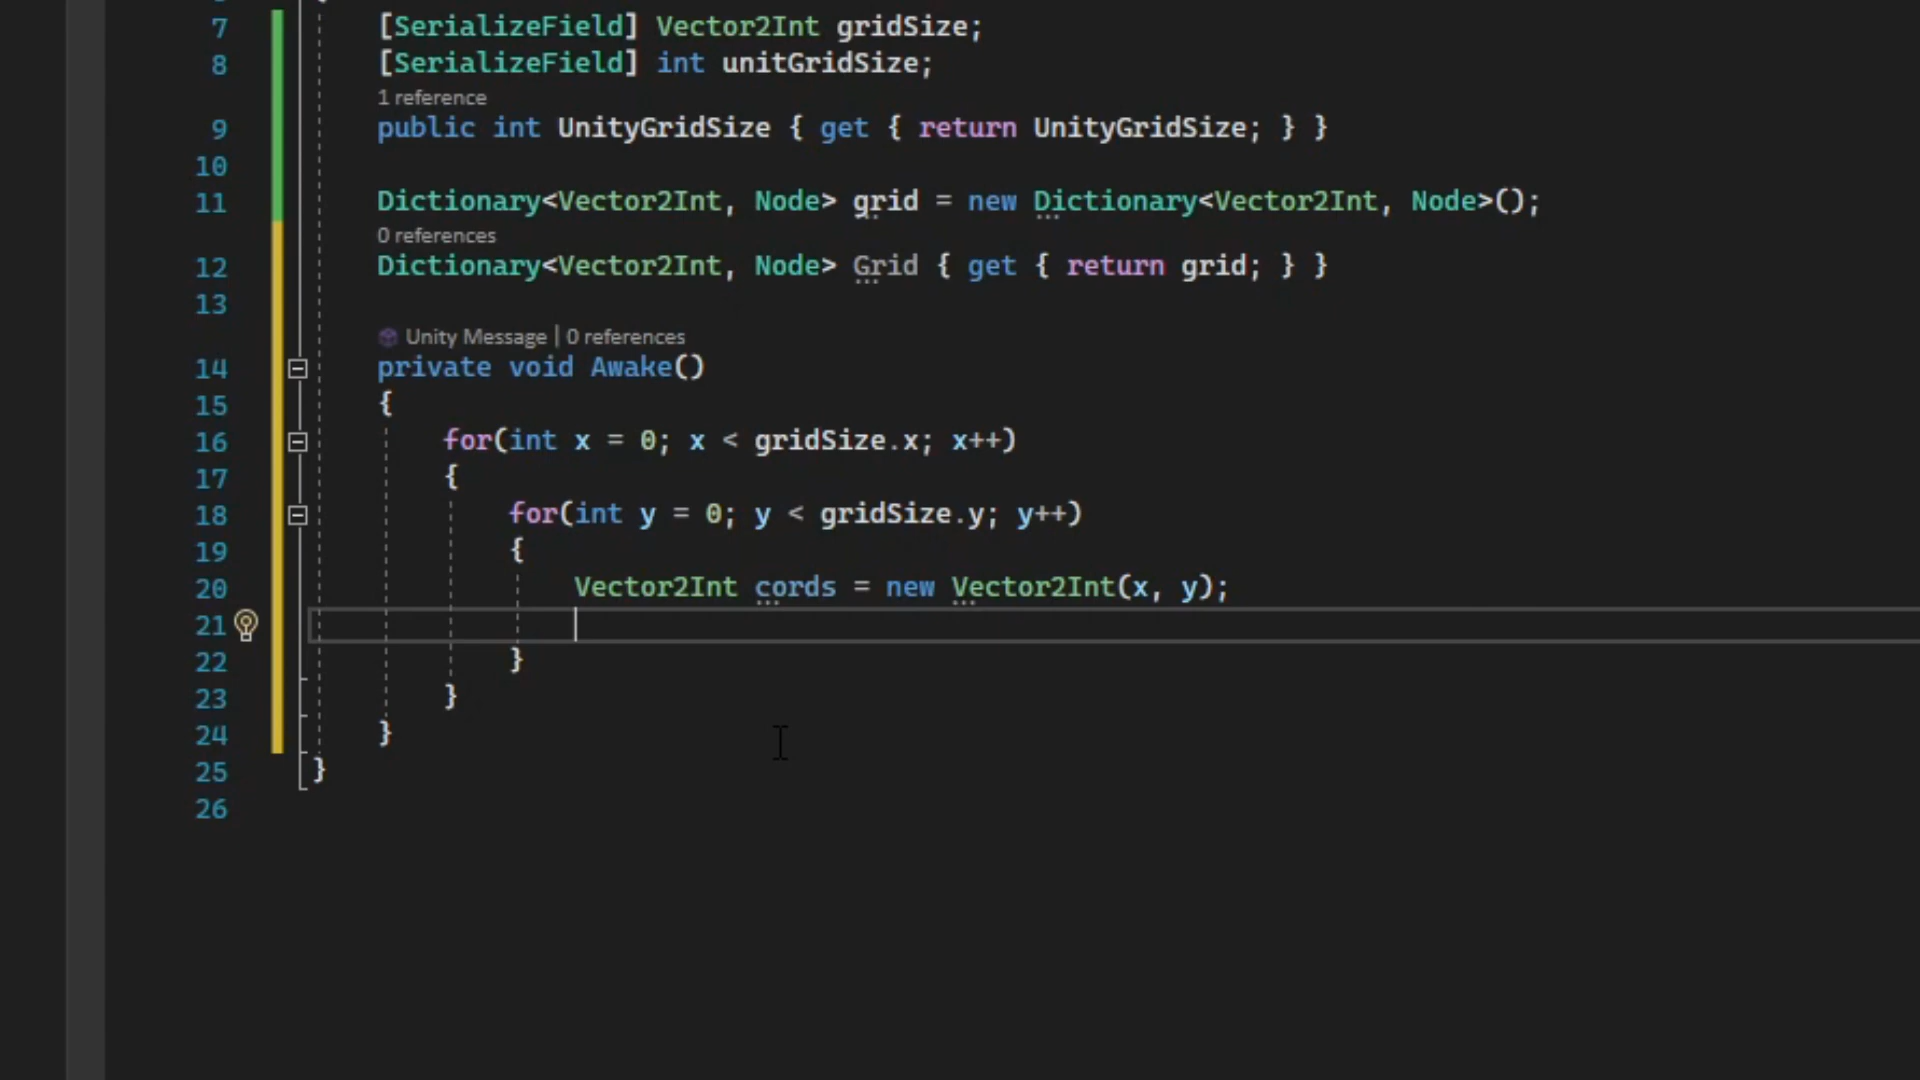 7 [SerializeField] Vector2Int gridSize;
8 [SerializeField] int unitGridSize;
1 reference
9 public int UnityGridSize { get { return UnityGridSize; } }
10
11 Dictionary<Vector2Int, Node> grid = new Dictionary<Vector2Int, Node>();
0 references
12 Dictionary<Vector2Int, Node> Grid { get { return grid; } }
13
Unity Message | 0 references
14 private void Awake()
15 {
16 for(int x = 0; x < gridSize.x; x++)
17 {
18 for(int y = 0; y < gridSize.y; y++)
19 {
20 Vector2Int cords = new Vector2Int(x, y);
21
22 }
23 }
24 }
25 }
26